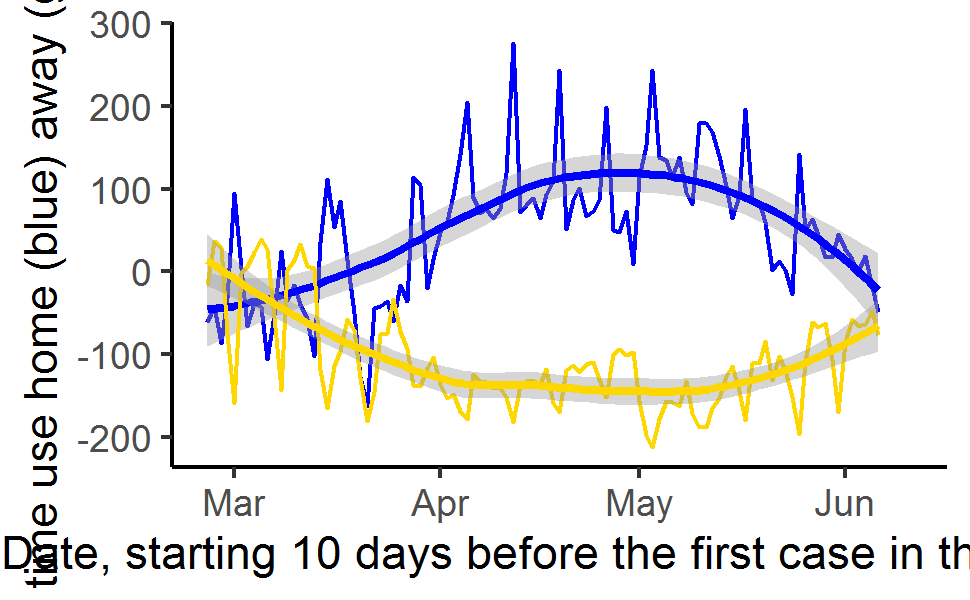 time use home (blue) away (
300
200
100
0
-100
-200
Mar Apr May Jun
Date, starting 10 days before the first case in th